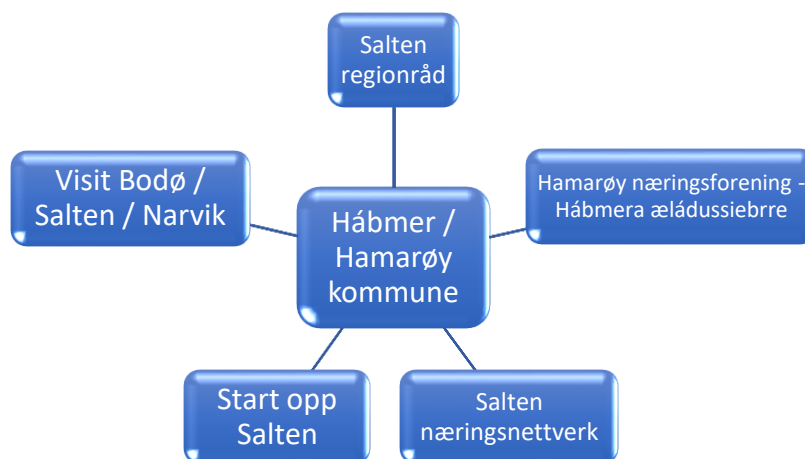 Salten
regionråd
Visit Bodø /
Salten / Narvik
Hamarøy næringsforening -
Hábmera æládussiebrre
Hábmer /
Hamarøy
kommune
Start opp
Salten
Salten
næringsnettverk